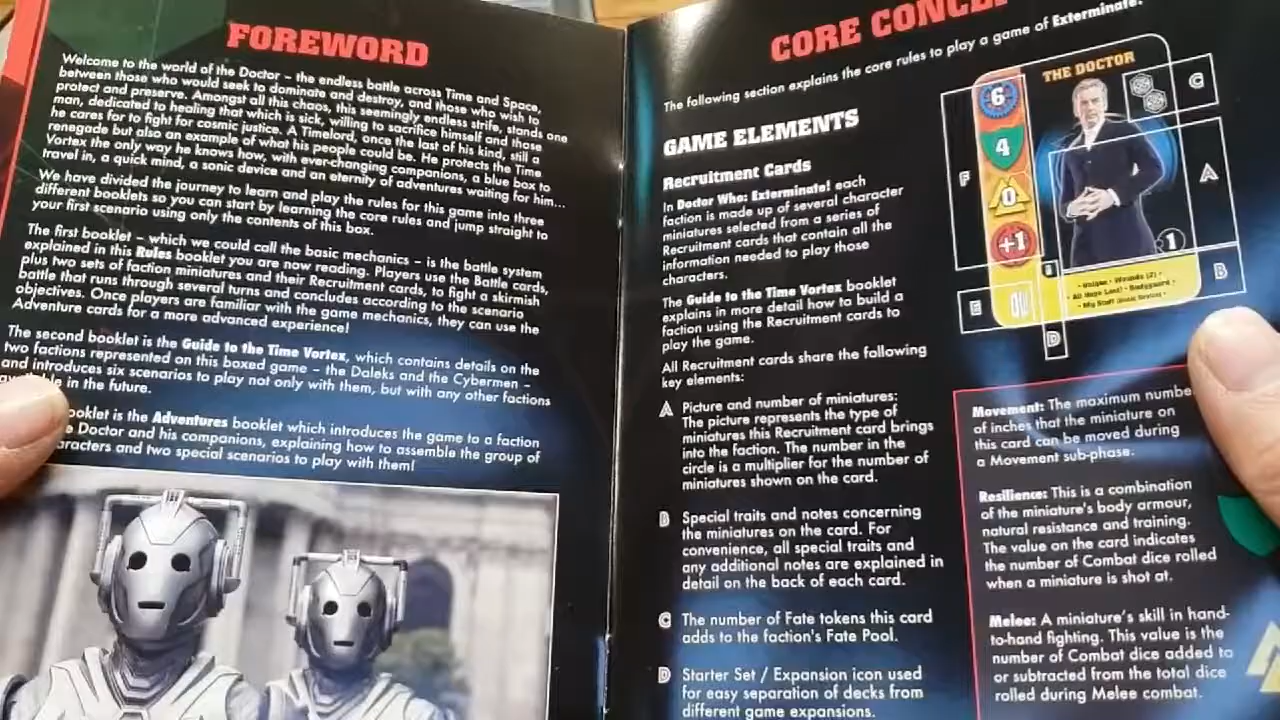 FOREWORD
Welcome to the world of the Doctor – the endless battle across Time and Space,
between those who would seek to dominate and destroy, and those who wish to
protect and preserve. Amongst all this chaos, this seemingly endless strife, stands one
man, dedicated to healing that which is sick, willing to sacrifice himself and those
he cares for to fight for cosmic justice. A Timelord, once the last of his kind, still a
renegade but also an example of what his people could be. He protects the Time
Vortex the only way he knows how, with ever-changing companions, a blue box to
travel in, a quick mind, a sonic device and an eternity of adventures waiting for him...
We have divided the journey to learn and play the rules for this game into three
different booklets so you can start by learning the core rules and jump straight to
your first scenario using only the contents of this box.
The first booklet – which we could call the basic mechanics – is the battle system
explained in this Rules booklet you are now reading. Players use the Battle cards,
plus two sets of faction miniatures and their Recruitment Cards, to fight a skirmish
battle that runs through several turns and concludes according to the scenario
objectives. Once players are familiar with the game mechanics, they can use the
Adventure cards for a more advanced experience!
The second booklet is the Guide to the Time Vortex, which contains details on the
two factions represented on this boxed game – the Daleks and the Cybermen –
and introduces six scenarios to play not only with them, but with any other factions
in the future.
booklet is the Adventures booklet which introduces the game to a faction
Doctor and his companions, explaining how to assemble the group of
and two special scenarios to play with them!
CORE
The following section explains the core rules to play a game of Exterminate.
GAME ELEMENTS
Recruitment Cards
In Doctor Who: Exterminate! each
faction is made up of several character
miniatures selected from a series of
Recruitment cards that contain all the
information needed to play those
characters.
The Guide to the Time Vortex booklet
explains in more detail how to build a
faction using the Recruitment cards to
play the game.
All Recruitment cards share the following
key elements:
A Picture and number of miniatures:
The picture represents the type of
miniatures this Recruitment card brings
into the faction. The number in the
circle is a multiplier for the number of
miniatures shown on the card.
B Special traits and notes concerning
the miniatures on the card. For
convenience, all special traits and
any additional notes are explained in
detail on the back of each card.
C The number of Fate tokens this card
adds to the faction's Fate Pool.
D Starter Set / Expansion icon used
for easy separation of decks from
different game expansions.
THE DOCTOR
6
4
0
+1
1
• Unique • Wounds (2) •
• All Hope Lost! • Bodyguard •
F
E
D
C
A
B
Movement: The maximum
of inches that the miniature on
this card can be moved during
a Movement sub-phase.
Resilience: This is a combination
of the miniature's body armour,
natural resistance and training.
The value on the card indicates
the number of Combat dice rolled
when a miniature is shot at.
Melee: A miniature's skill in hand-
to-hand fighting. This value is the
number of Combat dice added to
or subtracted from the total dice
rolled during Melee combat.